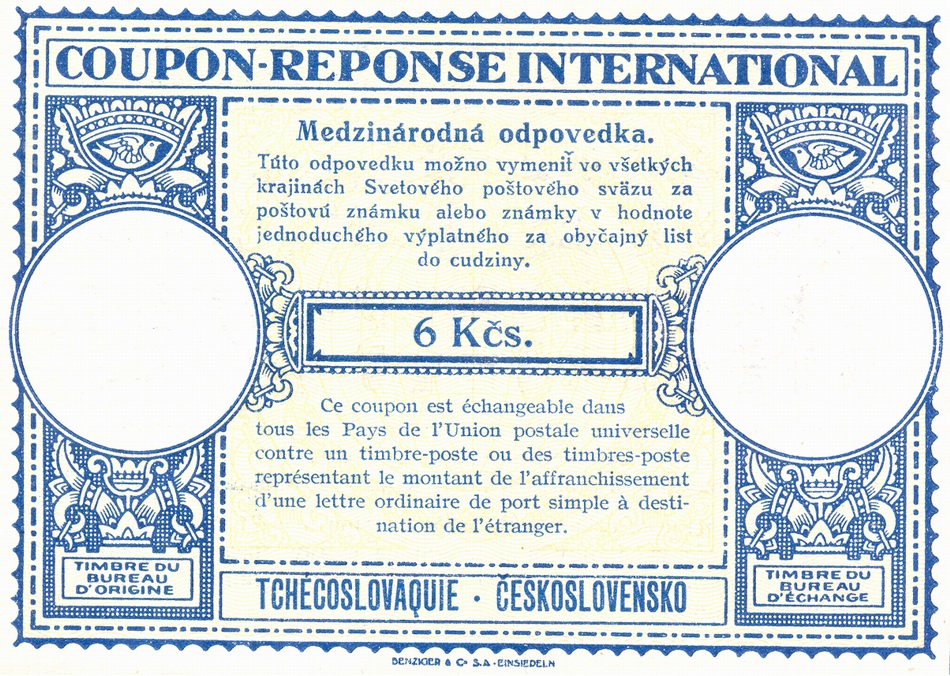 COUPON-REPONSE INTERNATIONAL
Medzinárodná odpovedka.
Túto odpovedku možno vymeniť vo všetkých
krajinách Svetového poštového sväzu za
poštovú známku alebo známky v hodnote
jednoduchého výplatného za obyčajný list
do cudziny.
6 Kčs.
Ce coupon est échangeable dans
tous les Pays de l'Union postale universelle
contre un timbre-poste ou des timbres-poste
représentant le montant de l'affranchissement
d'une lettre ordinaire de port simple à desti-
nation de l'étranger.
TIMBRE DU
BUREAU
D'ORIGINE
TCHÉCOSLOVAQUIE · ČESKOSLOVENSKO
TIMBRE DU
BUREAU
D'ÉCHANGE
BENZIGER & Co S.A.-EINSIEDELN